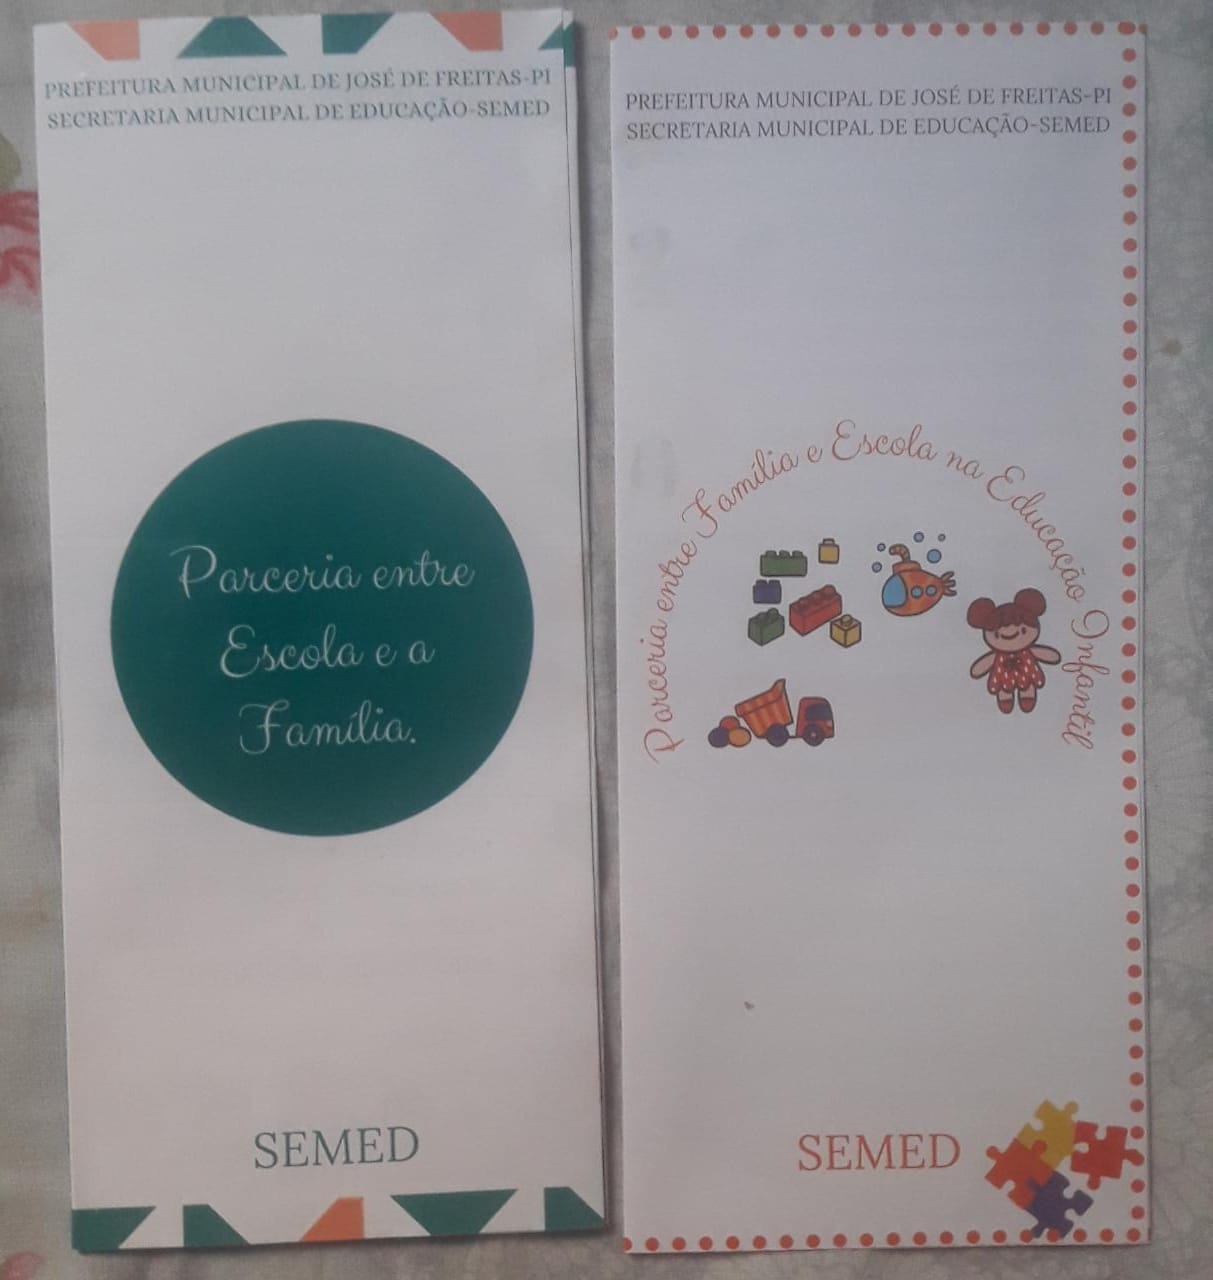 PREFEITURA MUNICIPAL DE JOSÉ DE FREITAS-PI
SECRETARIA MUNICIPAL DE EDUCAÇÃO-SEMED
Parceria entre
Escola e a
Família.
SEMED
PREFEITURA MUNICIPAL DE JOSÉ DE FREITAS-PI
SECRETARIA MUNICIPAL DE EDUCAÇÃO-SEMED
Parceria entre Família e Escola na Educação Infantil
SEMED